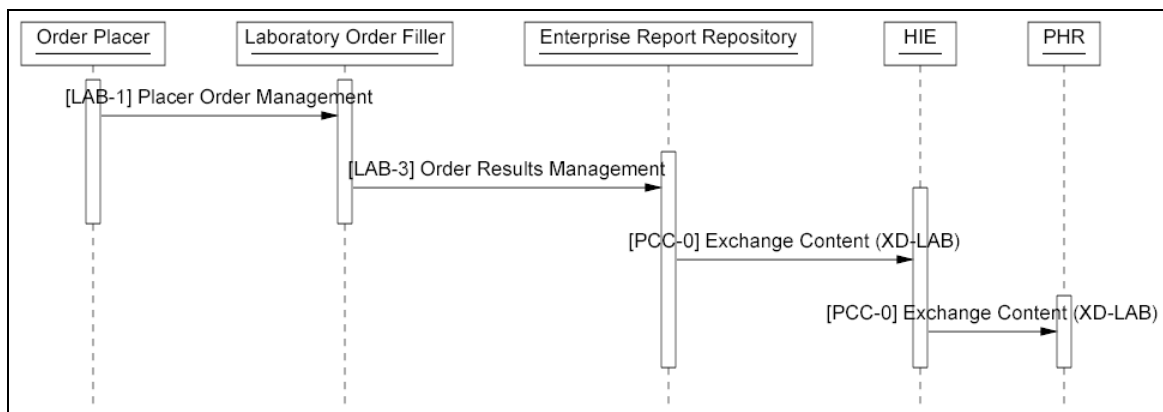 Order Placer
Laboratory Order Filler
Enterprise Report Repository
HIE
PHR
[LAB-1] Placer Order Management
[LAB-3] Order Results Management
[PCC-0] Exchange Content (XD-LAB)
[PCC-0] Exchange Content (XD-LAB)